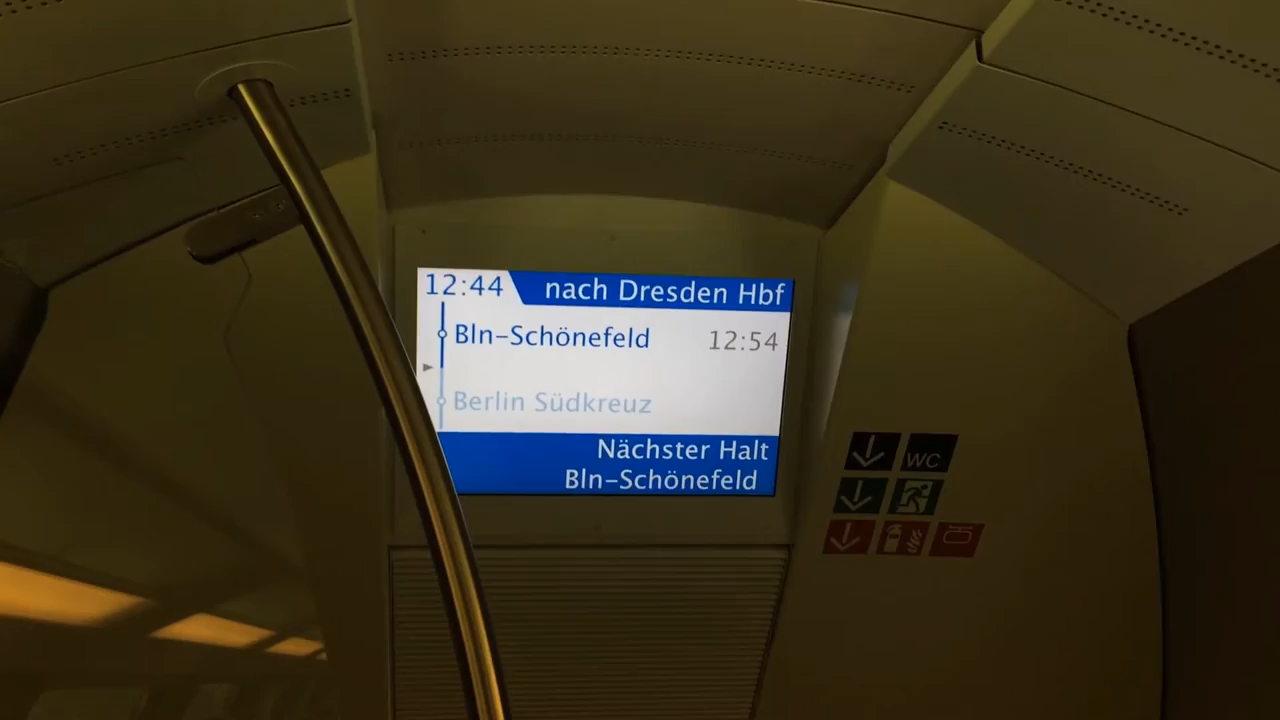 12:44 nach Dresden Hbf
Bln-Schönefeld 12:54
Berlin Südkreuz
Nächster Halt
Bln-Schönefeld
WC